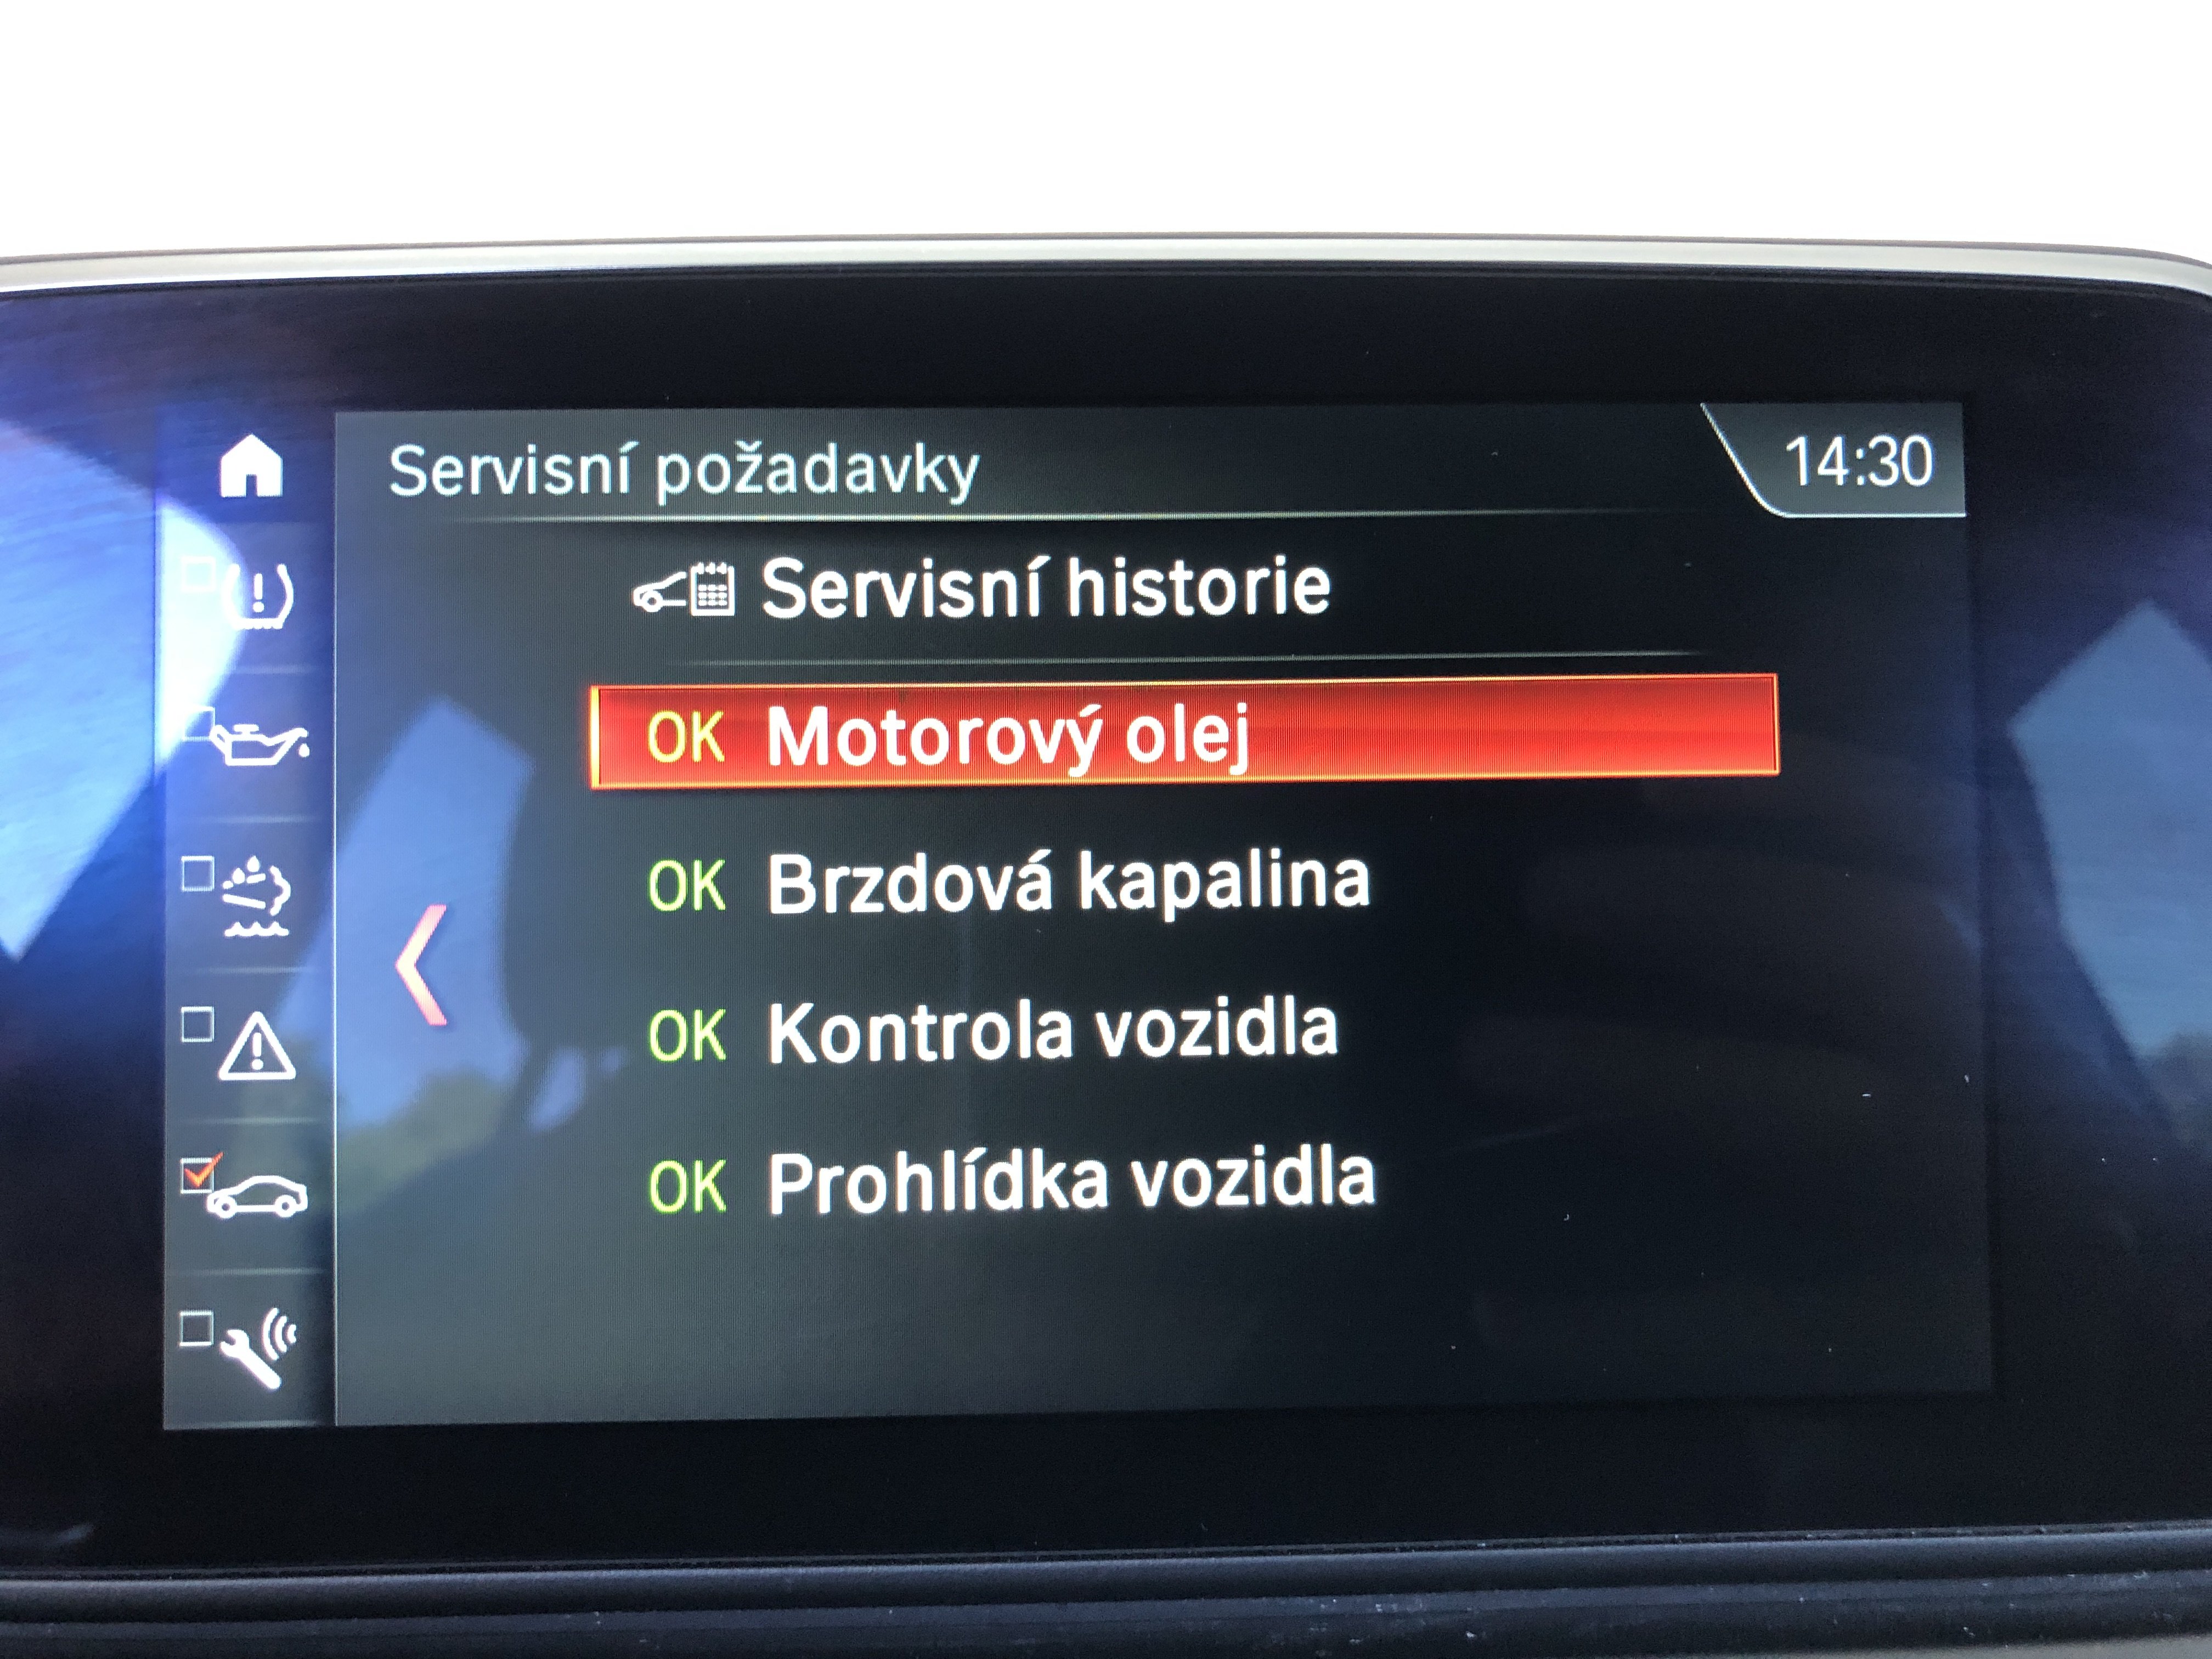 Servisní požadavky
14:30
Servisní historie
OK Motorový olej
OK Brzdová kapalina
OK Kontrola vozidla
OK Prohlídka vozidla